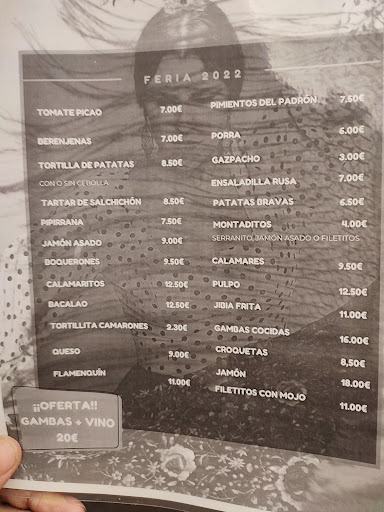 FERIA 2022
TOMATE PICAO 7.00€
BERENJENAS 7.00€
TORTILLA DE PATATAS 8.50€
CON O SIN CEBOLLA
TARTAR DE SALCHICHÓN 8.50€
PIPIRRANA 7.50€
JAMÓN ASADO 9.00€
BOQUERONES 9.50€
CALAMARITOS 12.50€
BACALAO 12.50€
TORTILLITA CAMARONES 2.30€
QUESO 9.00€
FLAMENQUÍN 11.00€
PIMIENTOS DEL PADRÓN 7.50€
PORRA 6.00€
GAZPACHO 3.00€
ENSALADILLA RUSA 7.00€
PATATAS BRAVAS 6.50€
MONTADITOS 4.00€
SERRANITO, JAMÓN ASADO O FILETITOS
CALAMARES 9.50€
PULPO 12.50€
JIBIA FRITA 11.00€
GAMBAS COCIDAS 16.00€
CROQUETAS 8,50€
JAMÓN 18.00€
FILETITOS CON MOJO 11.00€
¡¡OFERTA!!
GAMBAS + VINO
20€